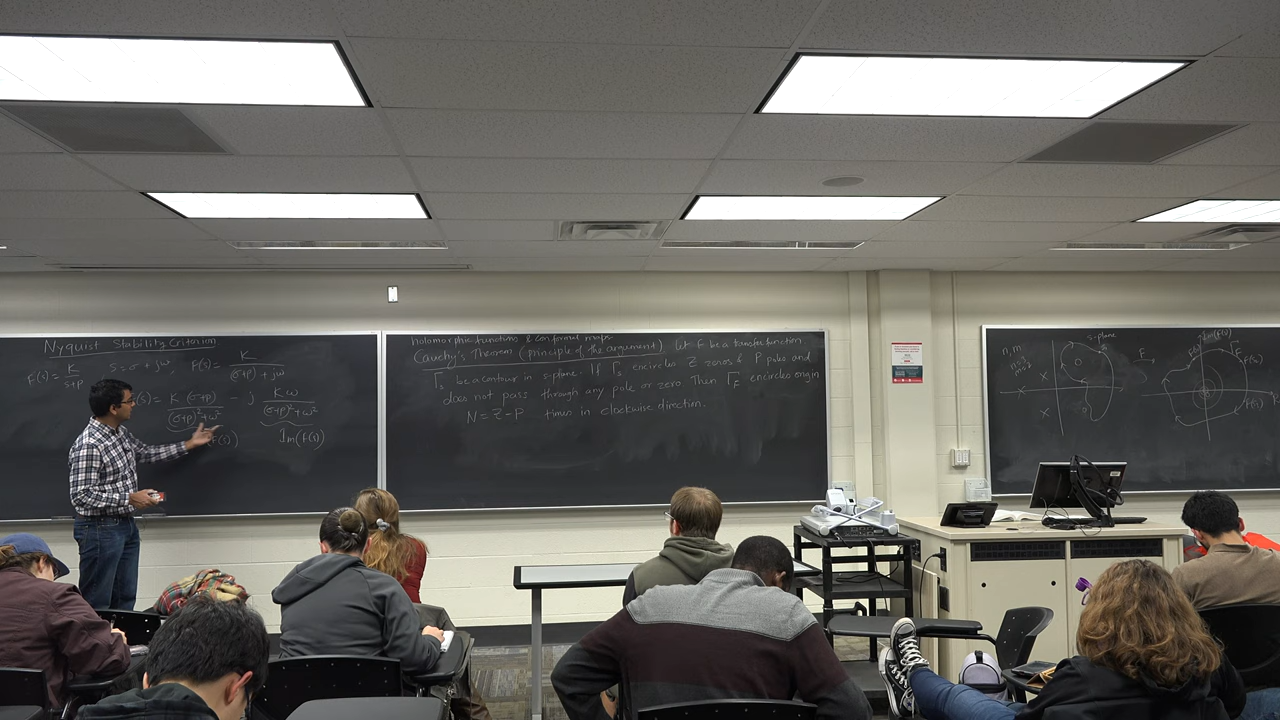 Nyquist Stability Criterion
F(s) = K/(s+p) s = σ + jω, F(s) = K/((σ+p)+jω)
F(s) = K(σ+p)/((σ+p)²+ω²) - j Kω/((σ+p)²+ω²)
(F(s)) Im(F(s))
holomorphic functions & conformal maps
Cauchy's Theorem (principle of the argument) Let F be a transfer function
Γs be a contour in s-plane. If Γs encircles Z zeros & P poles and
does not pass through any pole or zero Then ΓF encircles origin
N = Z - P times in clockwise direction.
n, m
s-plane
F